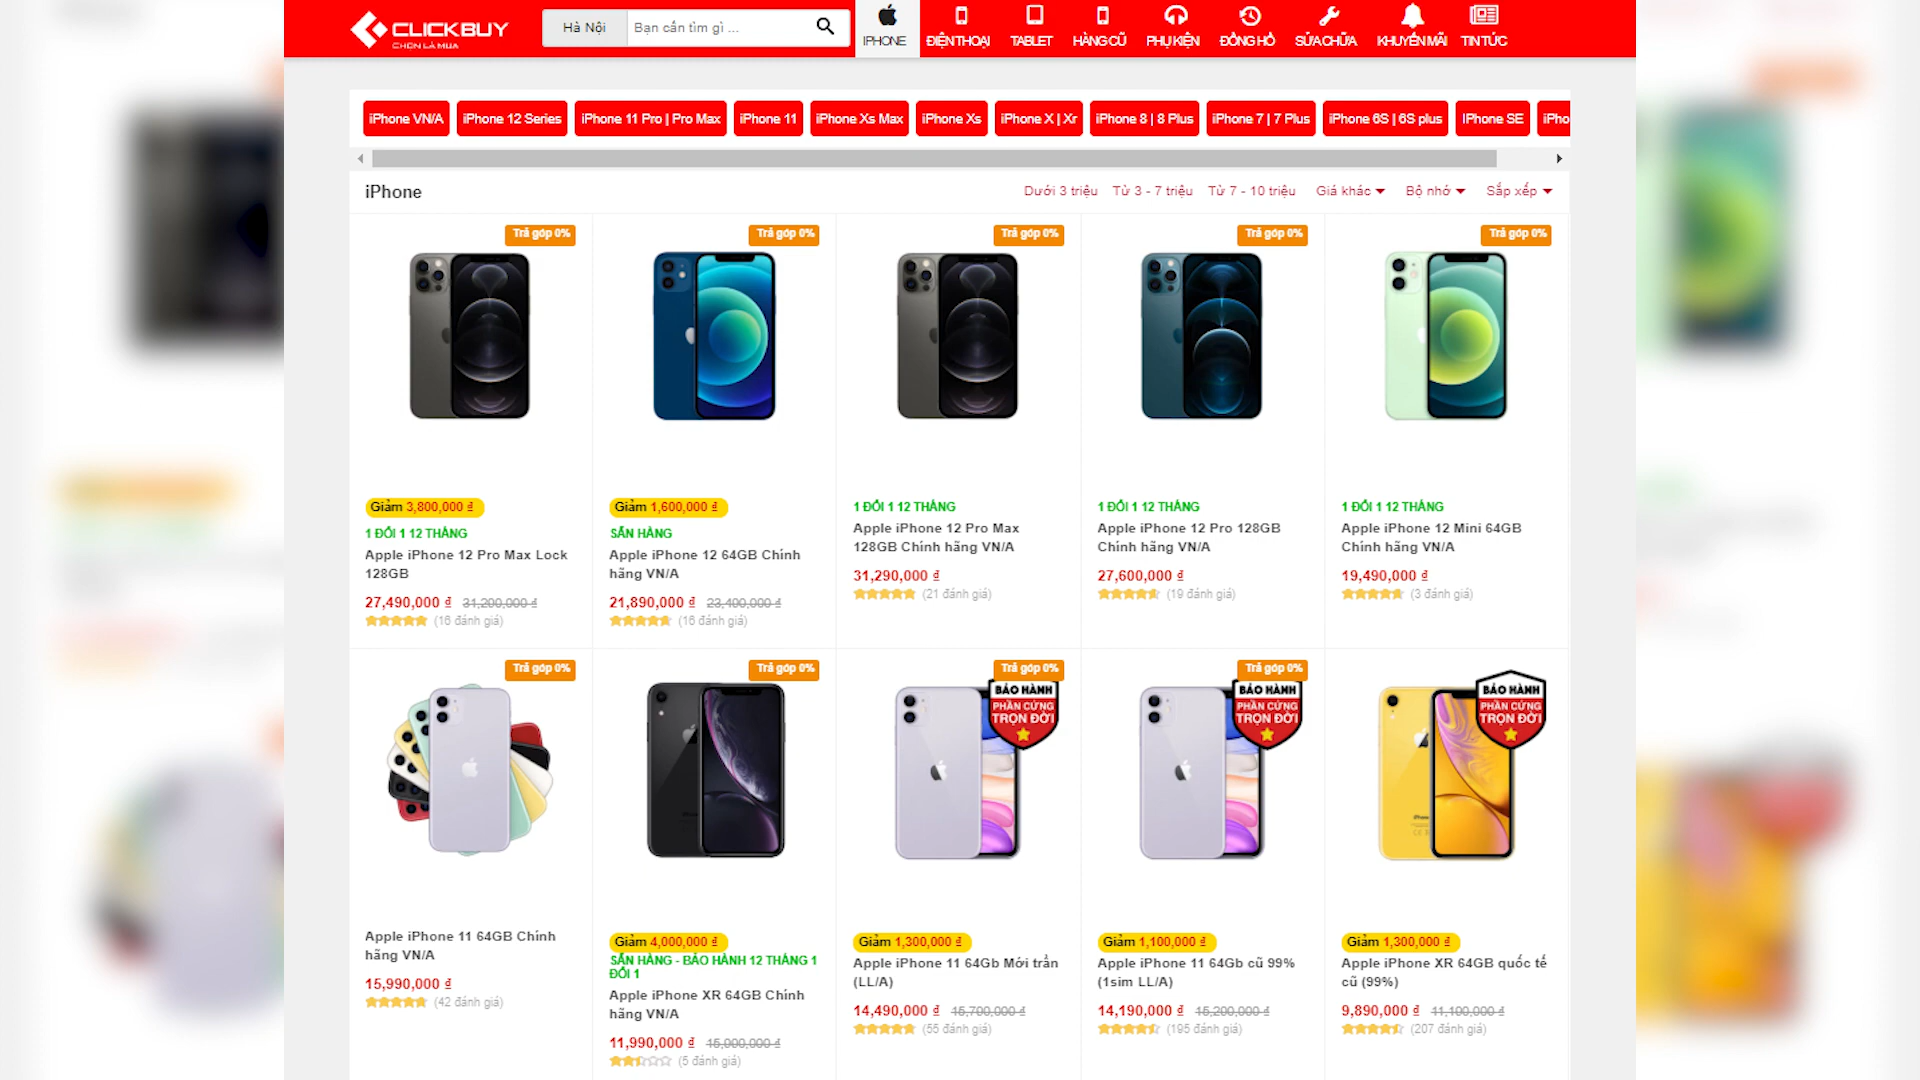 CLICKBUY
CHỌN LÀ MUA
Hà Nội
Bạn cần tìm gì ...
IPHONE
ĐIỆN THOẠI
TABLET
HÀNG CŨ
PHỤ KIỆN
ĐỒNG HỒ
SỬA CHỮA
KHUYẾN MÃI
TIN TỨC
iPhone VN/A
iPhone 12 Series
iPhone 11 Pro | Pro Max
iPhone 11
iPhone Xs Max
iPhone Xs
iPhone X | Xr
iPhone 8 | 8 Plus
iPhone 7 | 7 Plus
iPhone 6S | 6S plus
IPhone SE
iPho
iPhone
Dưới 3 triệu
Từ 3 - 7 triệu
Từ 7 - 10 triệu
Giá khác
Bộ nhớ
Sắp xếp
Trả góp 0%
Trả góp 0%
Trả góp 0%
Trả góp 0%
Trả góp 0%
Giảm 3,800,000 ₫
1 ĐỔI 1 12 THÁNG
Apple iPhone 12 Pro Max Lock
128GB
27,490,000 ₫ 31,200,000 ₫
(16 đánh giá)
Giảm 1,600,000 ₫
SẴN HÀNG
Apple iPhone 12 64GB Chính
hãng VN/A
21,890,000 ₫ 23,400,000 ₫
(16 đánh giá)
1 ĐỔI 1 12 THÁNG
Apple iPhone 12 Pro Max
128GB Chính hãng VN/A
31,290,000 ₫
(21 đánh giá)
1 ĐỔI 1 12 THÁNG
Apple iPhone 12 Pro 128GB
Chính hãng VN/A
27,600,000 ₫
(19 đánh giá)
1 ĐỔI 1 12 THÁNG
Apple iPhone 12 Mini 64GB
Chính hãng VN/A
19,490,000 ₫
(3 đánh giá)
Trả góp 0%
Trả góp 0%
Trả góp 0%
BẢO HÀNH
PHẦN CỨNG
TRỌN ĐỜI
Trả góp 0%
BẢO HÀNH
PHẦN CỨNG
TRỌN ĐỜI
BẢO HÀNH
PHẦN CỨNG
TRỌN ĐỜI
Apple iPhone 11 64GB Chính
hãng VN/A
15,990,000 ₫
(42 đánh giá)
Giảm 4,000,000 ₫
SẴN HÀNG - BẢO HÀNH 12 THÁNG 1
ĐỔI 1
Apple iPhone XR 64GB Chính
hãng VN/A
11,990,000 ₫ 15,000,000 ₫
(5 đánh giá)
Giảm 1,300,000 ₫
Apple iPhone 11 64Gb Mới trần
(LL/A)
14,490,000 ₫ 15,700,000 ₫
(55 đánh giá)
Giảm 1,100,000 ₫
Apple iPhone 11 64Gb cũ 99%
(1sim LL/A)
14,190,000 ₫ 15,200,000 ₫
(195 đánh giá)
Giảm 1,300,000 ₫
Apple iPhone XR 64GB quốc tế
cũ (99%)
9,890,000 ₫ 11,100,000 ₫
(207 đánh giá)